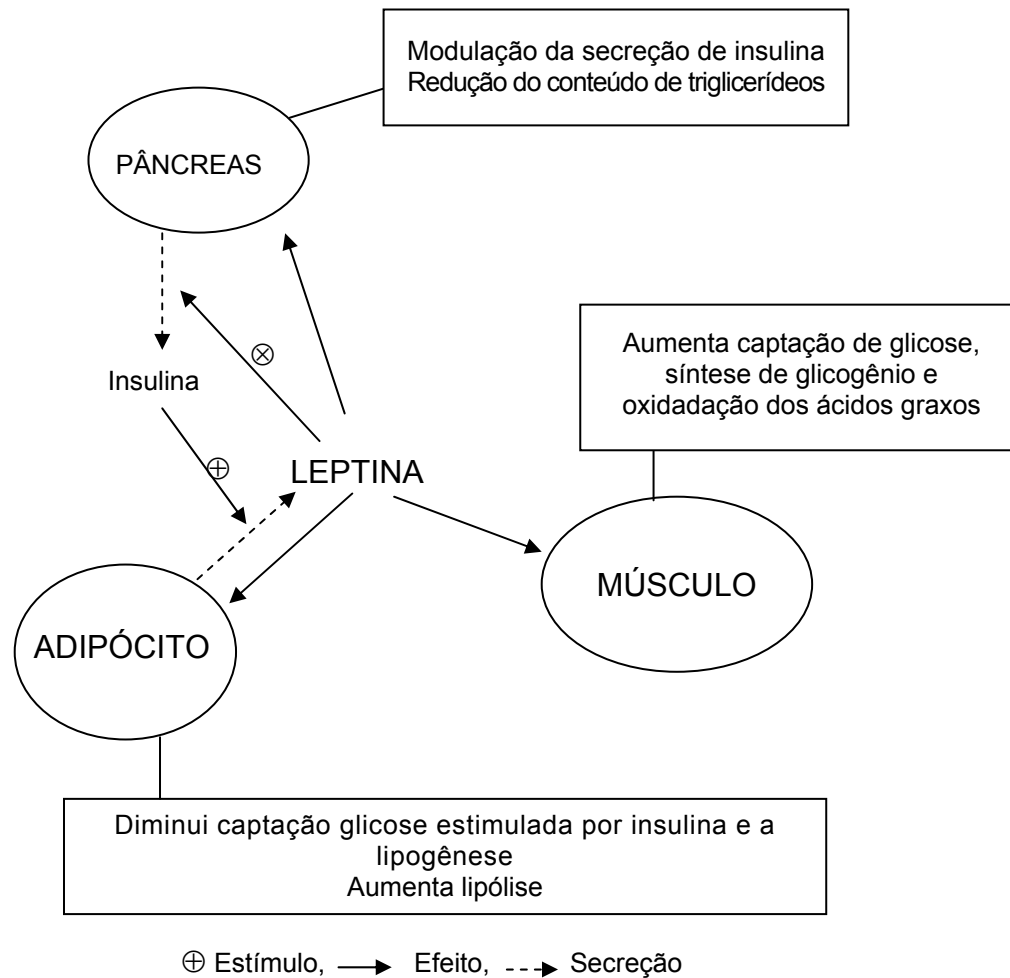 Modulação da secreção de insulina
Redução do conteúdo de triglicerídeos
PÂNCREAS
Aumenta captação de glicose,
síntese de glicogênio e
oxidadação dos ácidos graxos
⊗
Insulina
⊕
LEPTINA
MÚSCULO
ADIPÓCITO
Diminui captação glicose estimulada por insulina e a
lipogênese
Aumenta lipólise
⊕ Estímulo, Efeito, Secreção